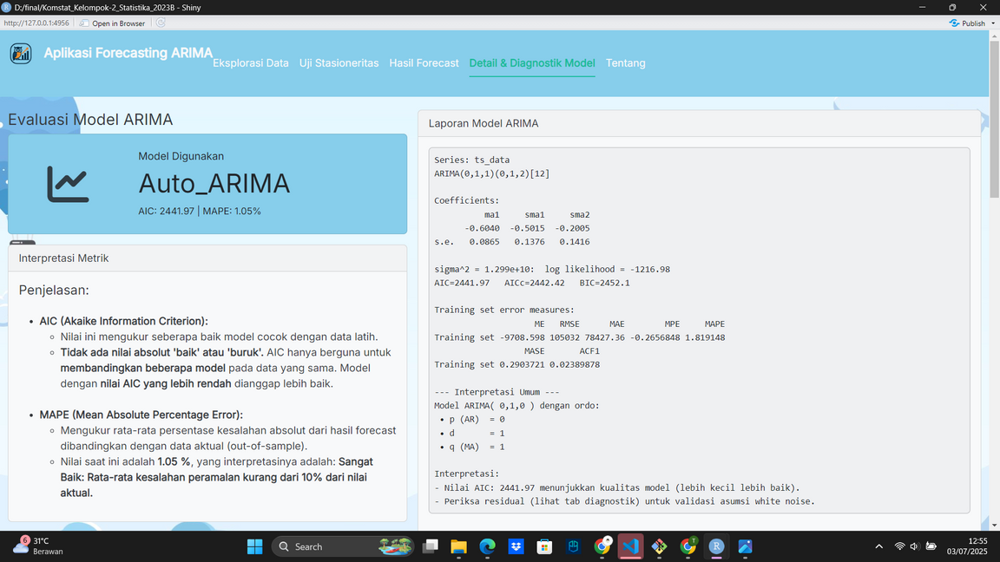 D:/final/Komstat_Kelompok-2_Statistika_2023B - Shiny
http://127.0.0.1:4956 Open in Browser Publish
Aplikasi Forecasting ARIMA
Eksplorasi Data Uji Stasioneritas Hasil Forecast Detail & Diagnostik Model Tentang
Evaluasi Model ARIMA
Model Digunakan
Auto_ARIMA
AIC: 2441.97 | MAPE: 1.05%
Interpretasi Metrik
Penjelasan:
• AIC (Akaike Information Criterion):
Nilai ini mengukur seberapa baik model cocok dengan data latih.
Tidak ada nilai absolut 'baik' atau 'buruk'. AIC hanya berguna untuk
membandingkan beberapa model pada data yang sama. Model
dengan nilai AIC yang lebih rendah dianggap lebih baik.
• MAPE (Mean Absolute Percentage Error):
Mengukur rata-rata persentase kesalahan absolut dari hasil forecast
dibandingkan dengan data aktual (out-of-sample).
Nilai saat ini adalah 1.05 %, yang interpretasinya adalah: Sangat
Baik: Rata-rata kesalahan peramalan kurang dari 10% dari nilai
aktual.
Laporan Model ARIMA
Series: ts_data
ARIMA(0,1,1)(0,1,2)[12]
Coefficients:
ma1 sma1 sma2
-0.6040 -0.5015 -0.2005
s.e. 0.0865 0.1376 0.1416
sigma^2 = 1.299e+10: log likelihood = -1216.98
AIC=2441.97 AICc=2442.42 BIC=2452.1
Training set error measures:
ME RMSE MAE MPE MAPE
Training set -9708.598 105032 78427.36 -0.2656848 1.819148
MASE ACF1
Training set 0.2903721 0.02389878
--- Interpretasi Umum ---
Model ARIMA( 0,1,0 ) dengan ordo:
• p (AR) = 0
• d = 1
• q (MA) = 1
Interpretasi:
- Nilai AIC: 2441.97 menunjukkan kualitas model (lebih kecil lebih baik).
- Periksa residual (lihat tab diagnostik) untuk validasi asumsi white noise.
6
31°C
Berawan
Search
12:55
03/07/2025